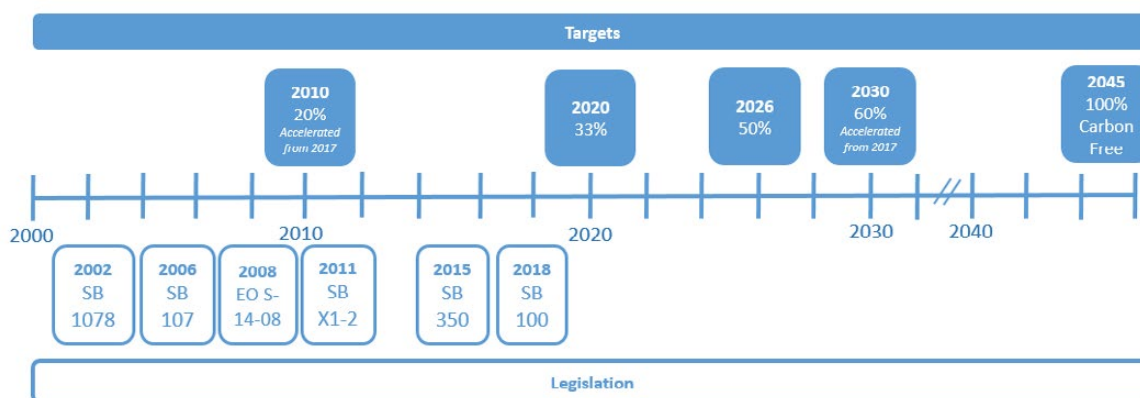 Targets
2010
20%
Accelerated
from 2017
2020
33%
2026
50%
2030
60%
Accelerated
from 2017
2045
100%
Carbon
Free
2000
2010
2020
2030
2040
2002
SB
1078
2006
SB
107
2008
EO S-
14-08
2011
SB
X1-2
2015
SB
350
2018
SB
100
Legislation